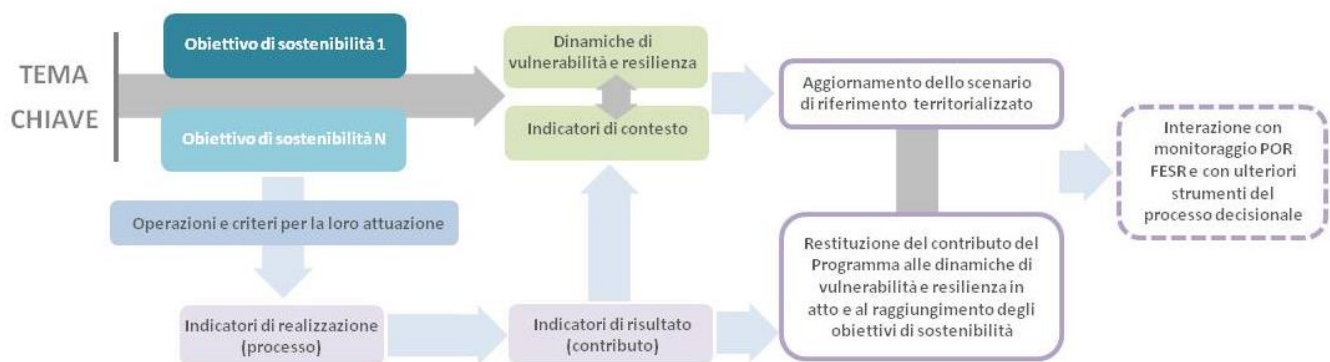 TEMA
CHIAVE
Obiettivo di sostenibilità 1
Obiettivo di sostenibilità N
Operazioni e criteri per la loro attuazione
Indicatori di realizzazione
(processo)
Dinamiche di
vulnerabilità e resilienza
Indicatori di contesto
Indicatori di risultato
(contributo)
Aggiornamento dello scenario
di riferimento territorializzato
Restituzione del contributo del
Programma alle dinamiche di
vulnerabilità e resilienza in
atto e al raggiungimento degli
obiettivi di sostenibilità
Interazione con
monitoraggio POR
FESR e con ulteriori
strumenti del
processo decisionale